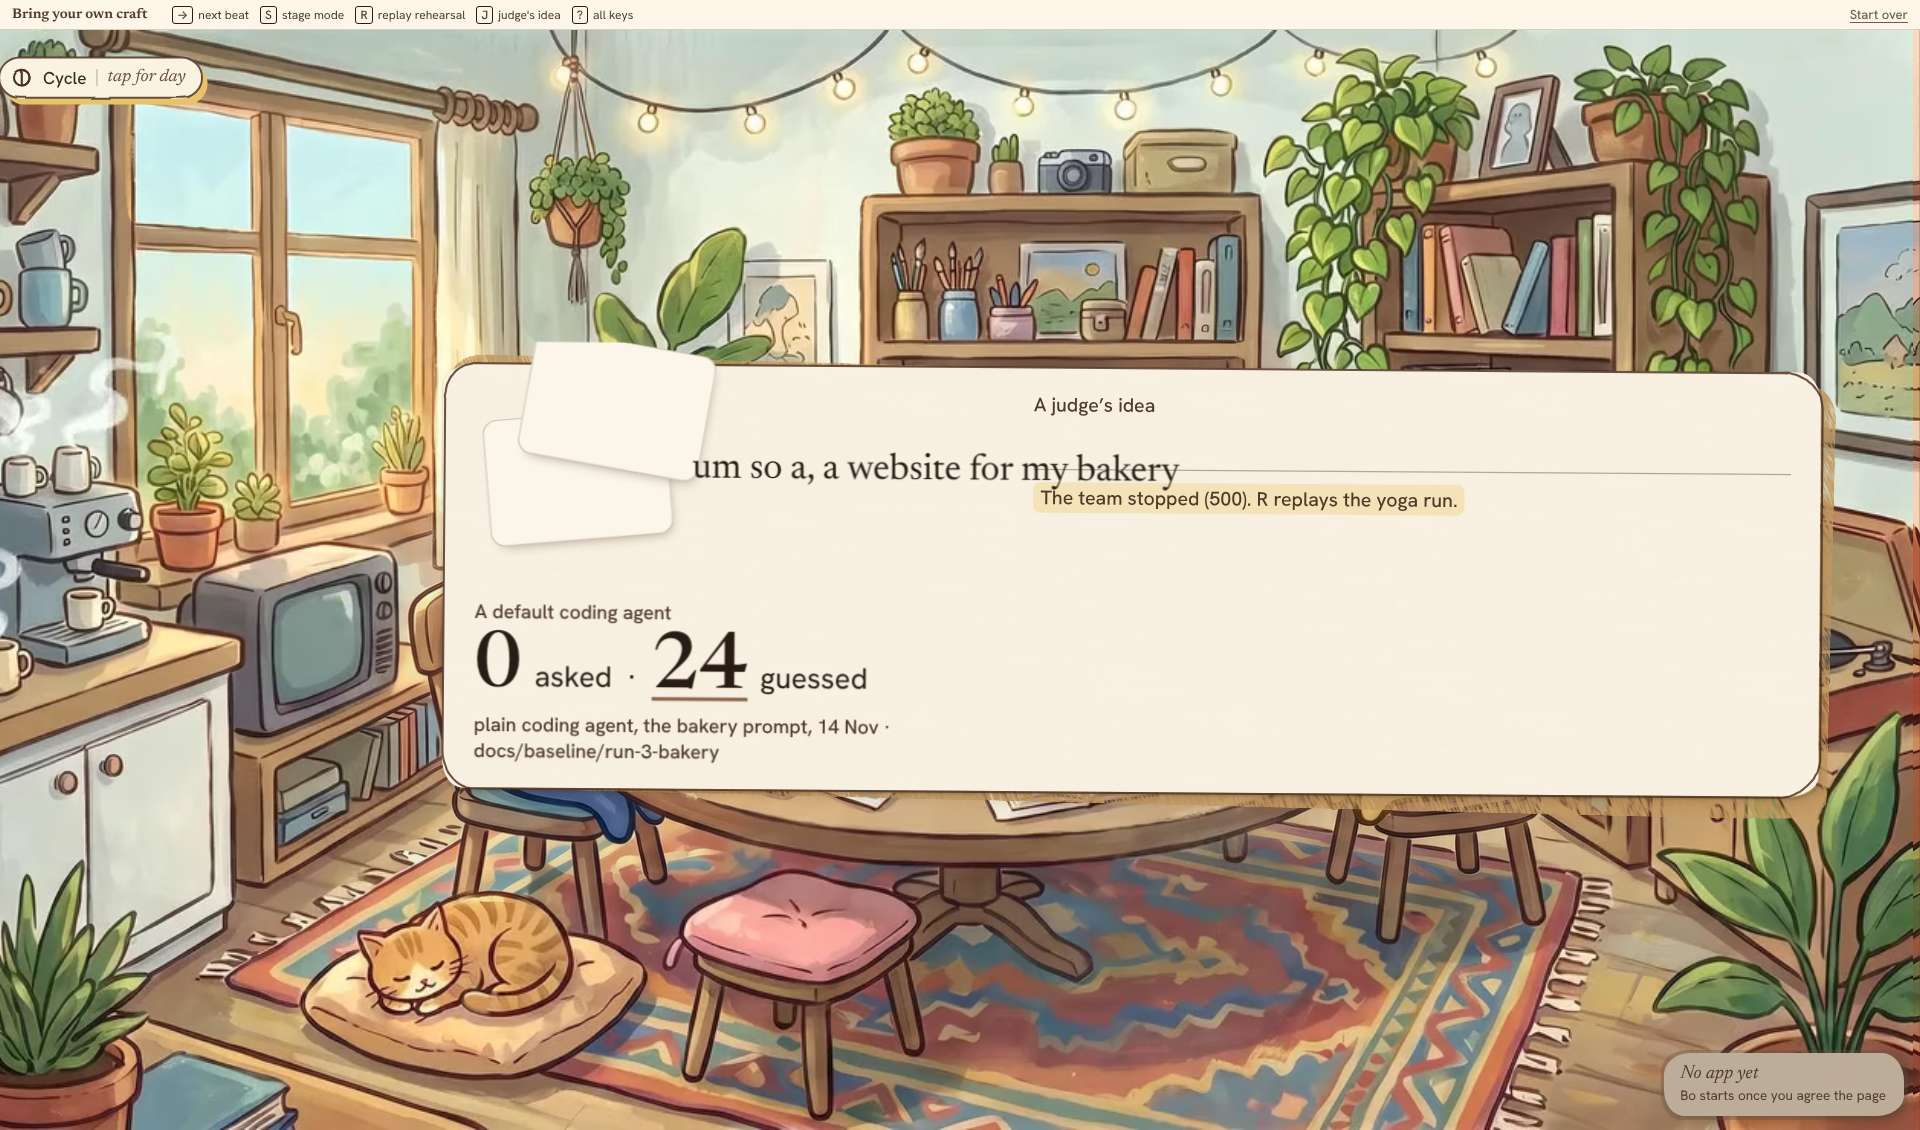 Bring your own craft → next beat S stage mode R replay rehearsal J judge's idea ? all keys Start over
Cycle | tap for day
A judge's idea
um so a, a website for my bakery
The team stopped (500). R replays the yoga run.
A default coding agent
0 asked · 24 guessed
plain coding agent, the bakery prompt, 14 Nov ·
docs/baseline/run-3-bakery
No app yet
Bo starts once you agree the page